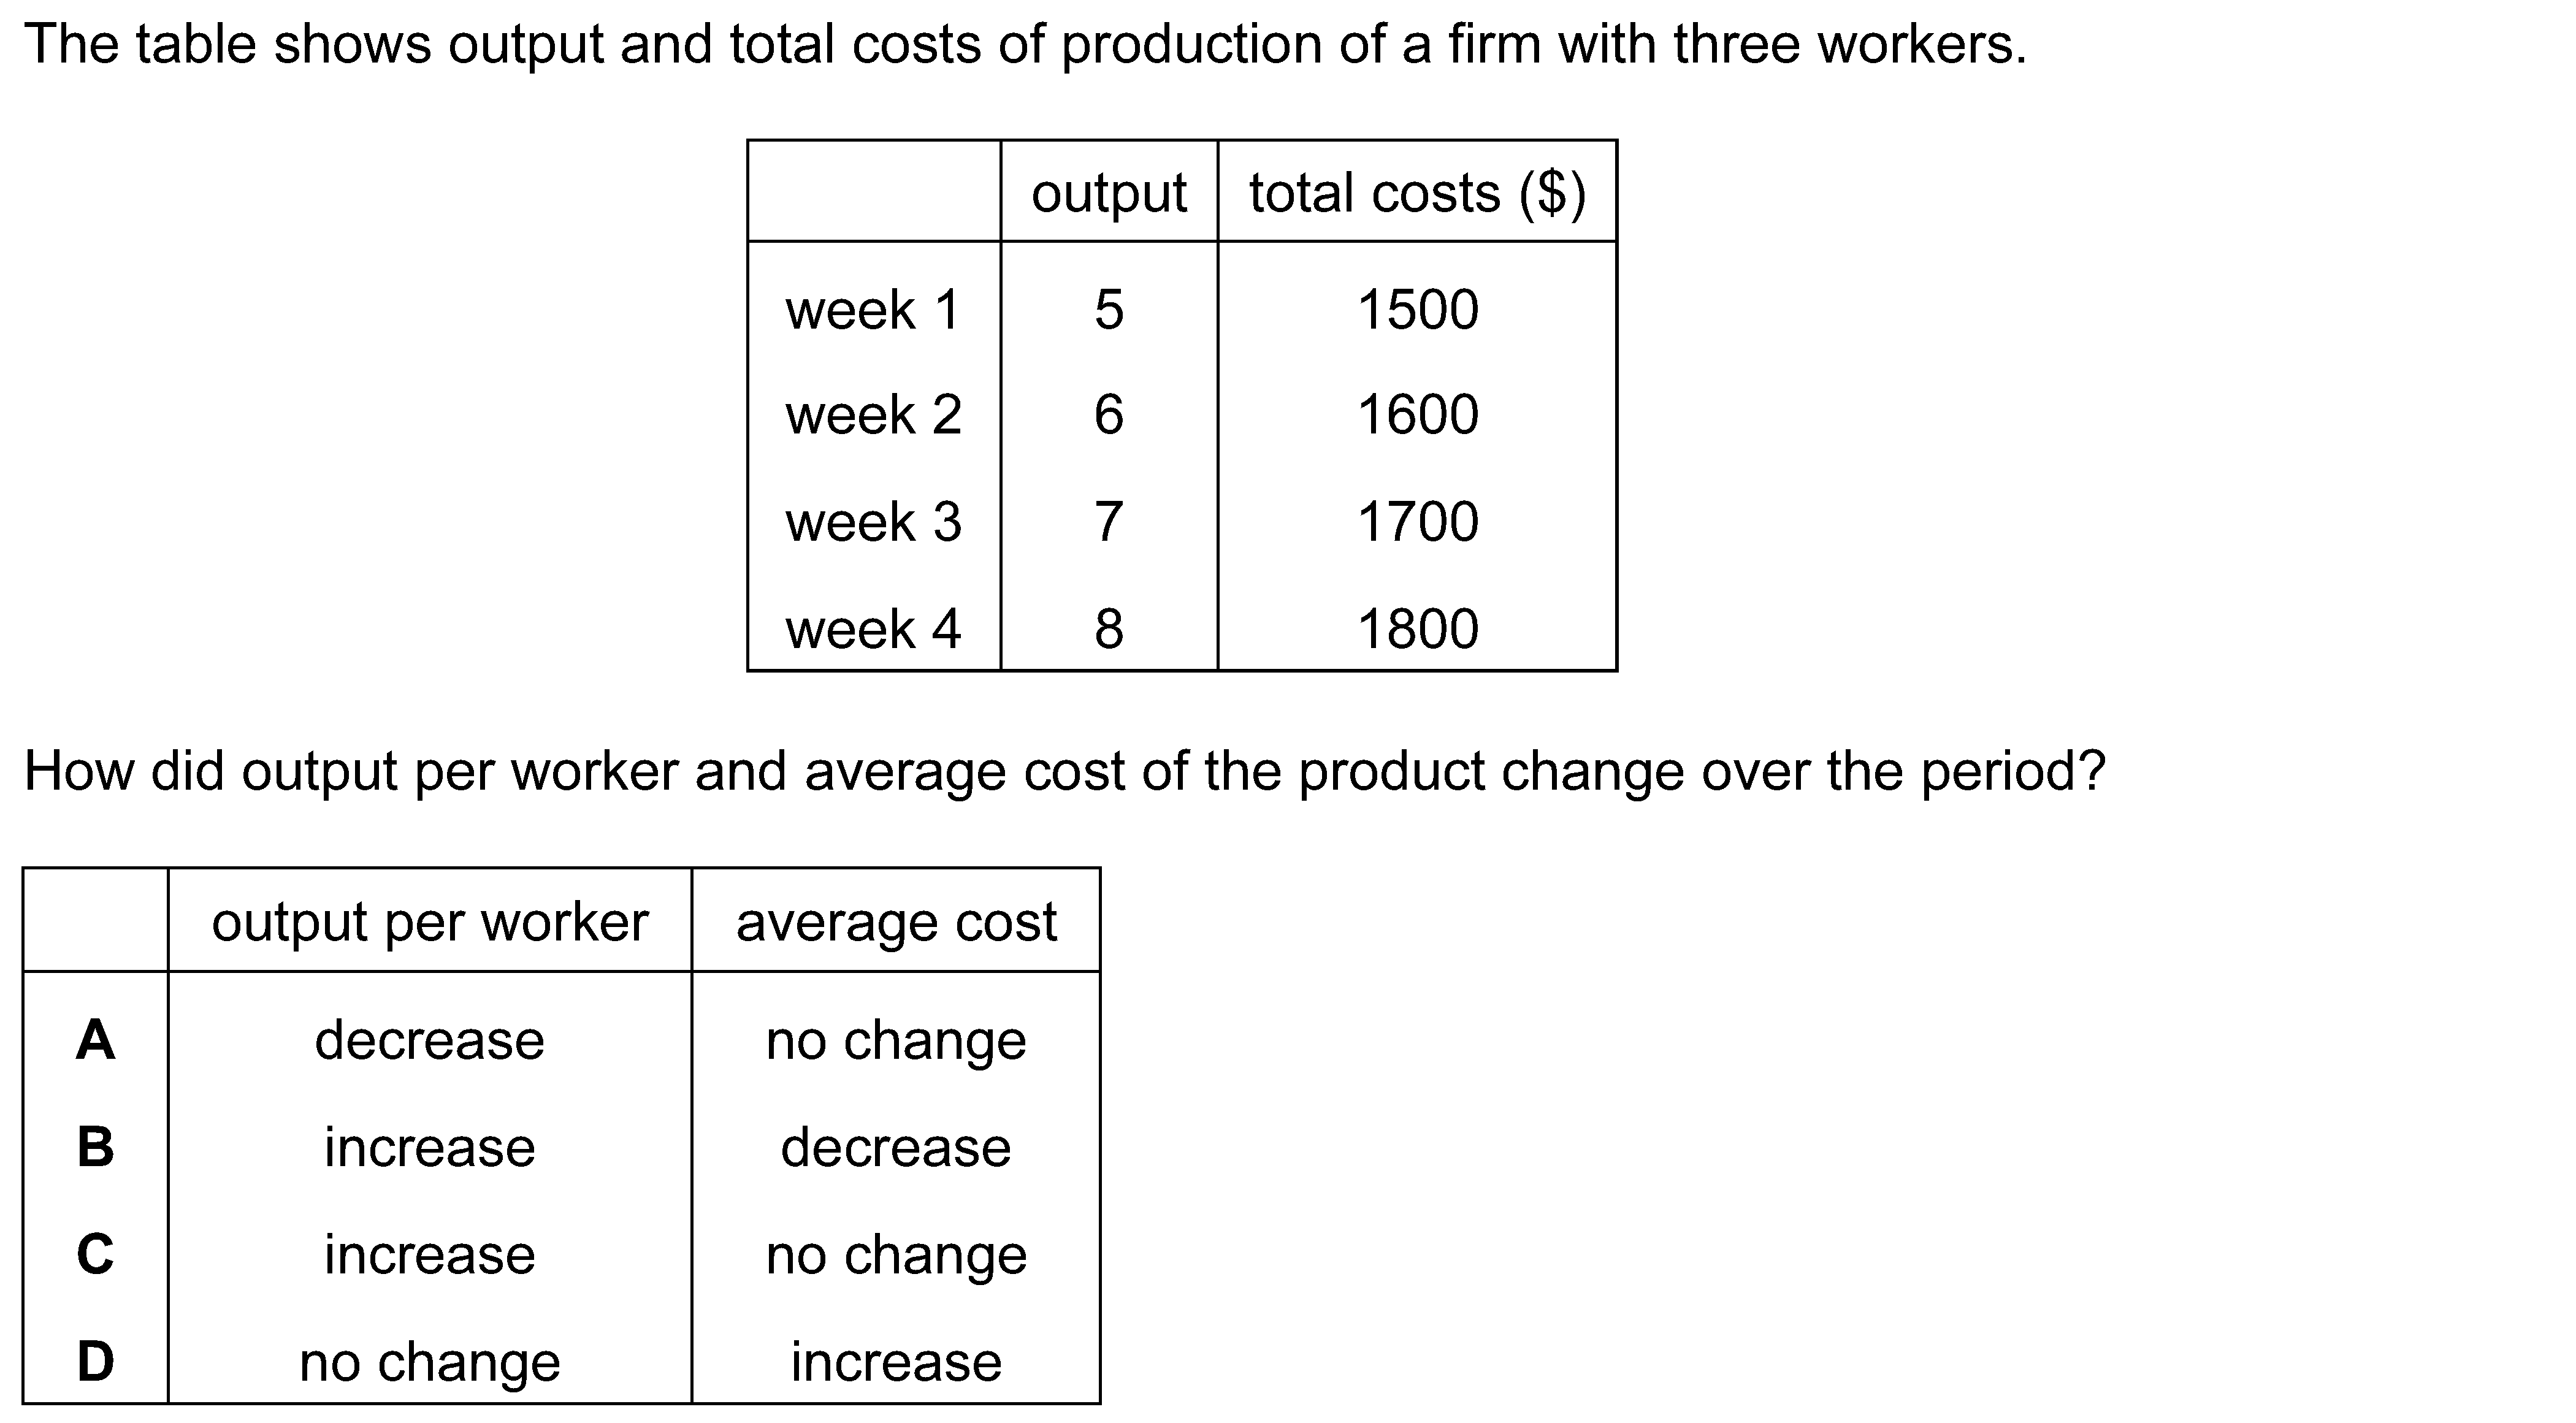 The table shows output and total costs of production of a firm with three workers.
output total costs ($)
week 1 5 1500
week 2 6 1600
week 3 7 1700
week 4 8 1800
How did output per worker and average cost of the product change over the period?
output per worker average cost
A decrease no change
B increase decrease
C increase no change
D no change increase